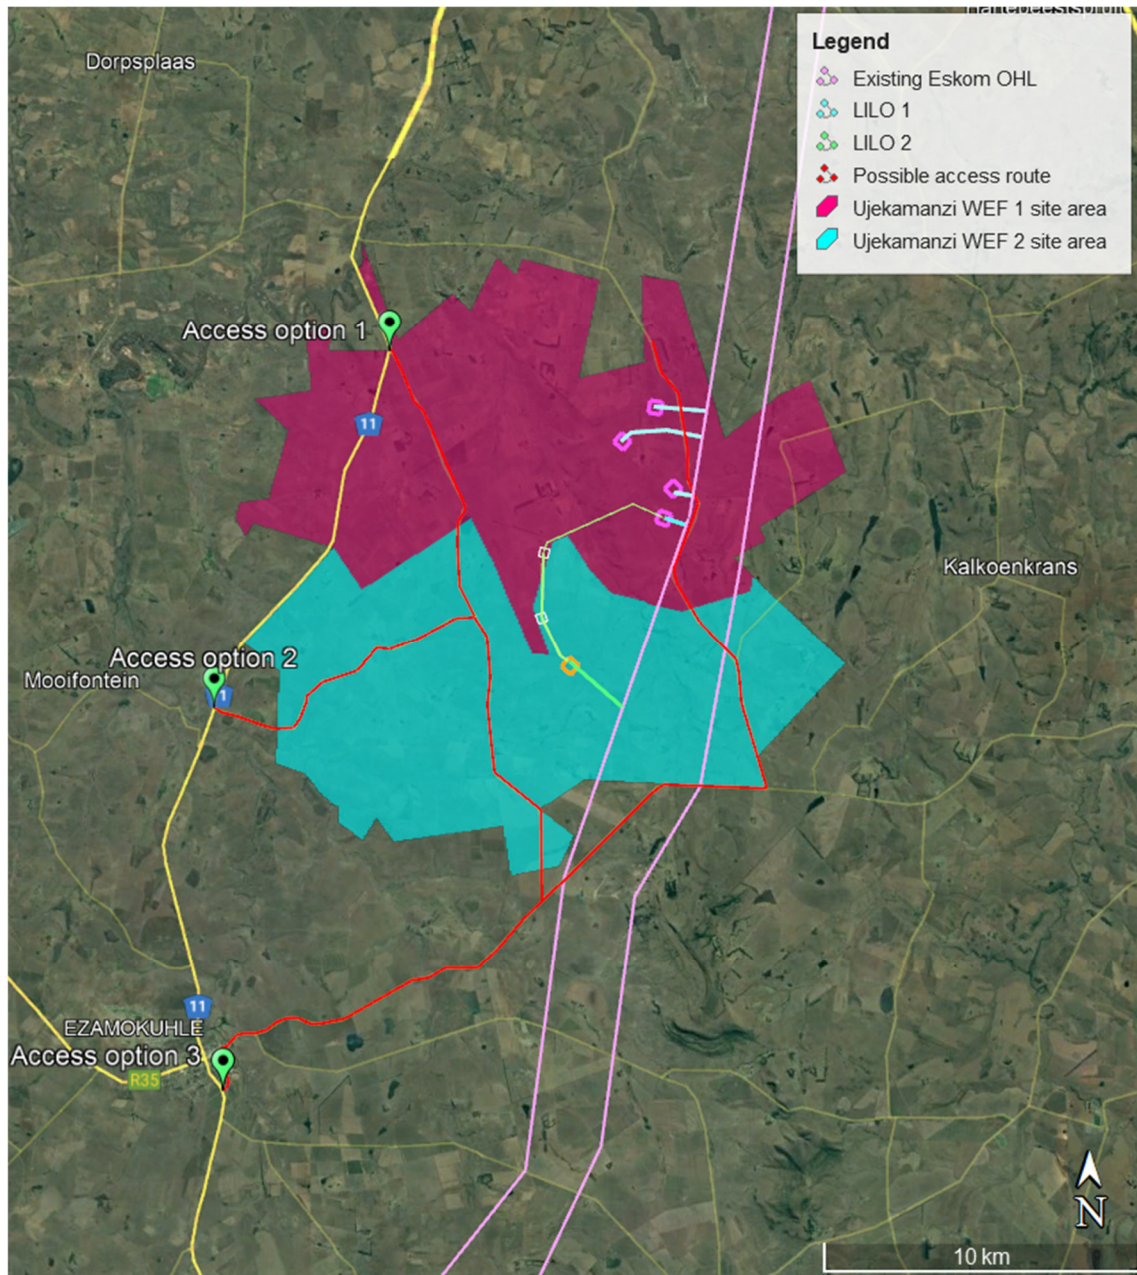 Dorpsplaas
Legend
Existing Eskom OHL
LILO 1
LILO 2
Possible access route
Ujekamanzi WEF 1 site area
Ujekamanzi WEF 2 site area
Access option 1
11
Kalkoenkrans
Access option 2
Mooifontein
11
EZAMOKUHLE
Access option 3
R35
N
10 km